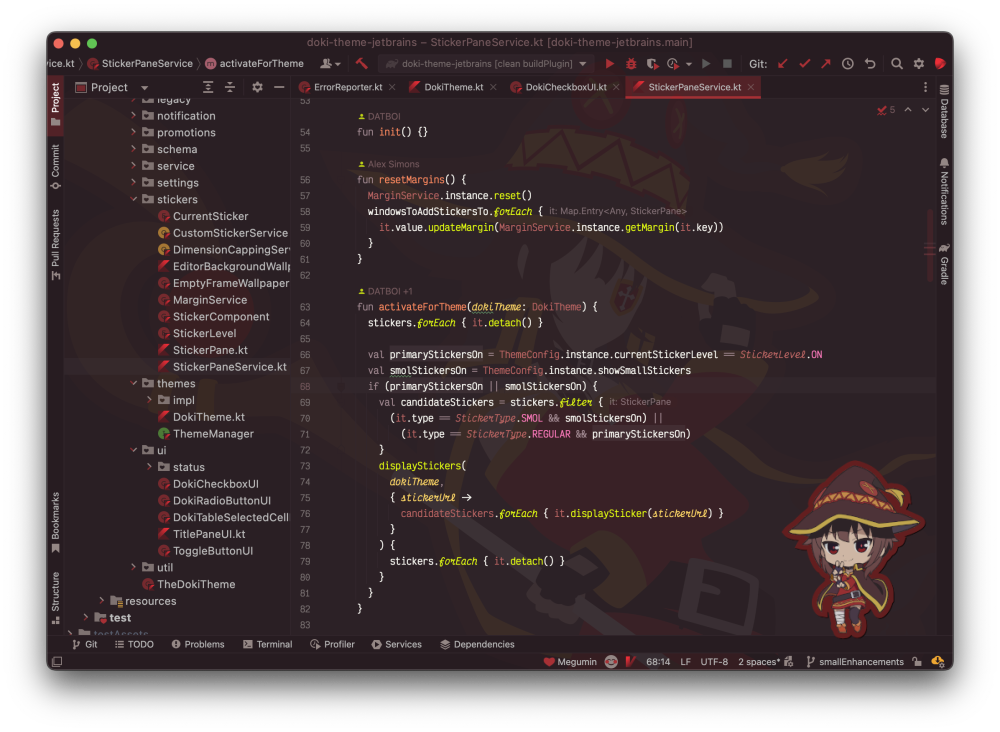 doki-theme-jetbrains – StickerPaneService.kt [doki-theme-jetbrains.main]
vice.kt StickerPaneService activateForTheme doki-theme-jetbrains [clean buildPlugin] Git:
Project
ErrorReporter.kt DokiTheme.kt DokiCheckboxUI.kt StickerPaneService.kt
Project
Commit
Pull Requests
Bookmarks
Structure
legacy
notification
promotions
schema
service
settings
stickers
CurrentSticker
CustomStickerService
DimensionCappingSer
EditorBackgroundWallp
EmptyFrameWallpaper
MarginService
StickerComponent
StickerLevel
StickerPane.kt
StickerPaneService.kt
themes
impl
DokiTheme.kt
ThemeManager
ui
status
DokiCheckboxUI
DokiRadioButtonUI
DokiTableSelectedCell
TitlePaneUI.kt
ToggleButtonUI
util
TheDokiTheme
resources
test
testAssets
53
DATBOI
5
54 fun init() {}
55
Alex Simons
56 fun resetMargins() {
57 MarginService.instance.reset()
58 windowsToAddStickersTo.forEach { it: Map.Entry<Any, StickerPane>
59 it.value.updateMargin(MarginService.instance.getMargin(it.key))
60 }
61 }
62
DATBOI +1
63 fun activateForTheme(dokiTheme: DokiTheme) {
64 stickers.forEach { it.detach() }
65
66 val primaryStickersOn = ThemeConfig.instance.currentStickerLevel == StickerLevel.ON
67 val smolStickersOn = ThemeConfig.instance.showSmallStickers
68 if (primaryStickersOn || smolStickersOn) {
69 val candidateStickers = stickers.filter { it: StickerPane
70 (it.type == StickerType.SMOL && smolStickersOn) ||
71 (it.type == StickerType.REGULAR && primaryStickersOn)
72 }
73 displayStickers(
74 dokiTheme,
75 { stickerUrl ->
76 candidateStickers.forEach { it.displaySticker(stickerUrl) }
77 }
78 ) {
79 stickers.forEach { it.detach() }
80 }
81 }
82 }
83
Database
Notifications
Gradle
Git TODO Problems Terminal Profiler Services Dependencies
Megumin 68:14 LF UTF-8 2 spaces* smallEnhancements